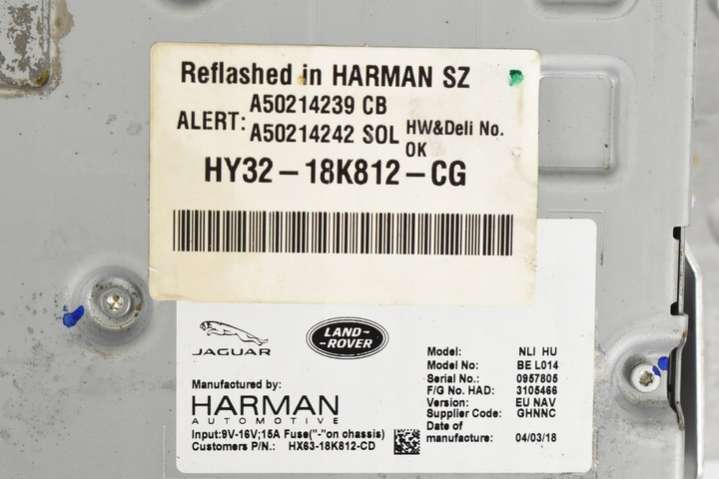 Reflashed in HARMAN SZ
ALERT: A50214239 CB
A50214242 SOL HW&Deli No. OK
HY32-18K812-CG
JAGUAR LAND-ROVER
Manufactured by:
HARMAN
AUTOMOTIVE
Input:9V-16V;15A Fuse("-"on chassis)
Customers P/N.: HX63-18K812-CD
Model: NLI HU
Model No: BE L014
Serial No.: 0957805
F/G No. HAD: 3105466
Version: EU NAV
Supplier Code: GHNNC
Date of
manufacture: 04/03/18